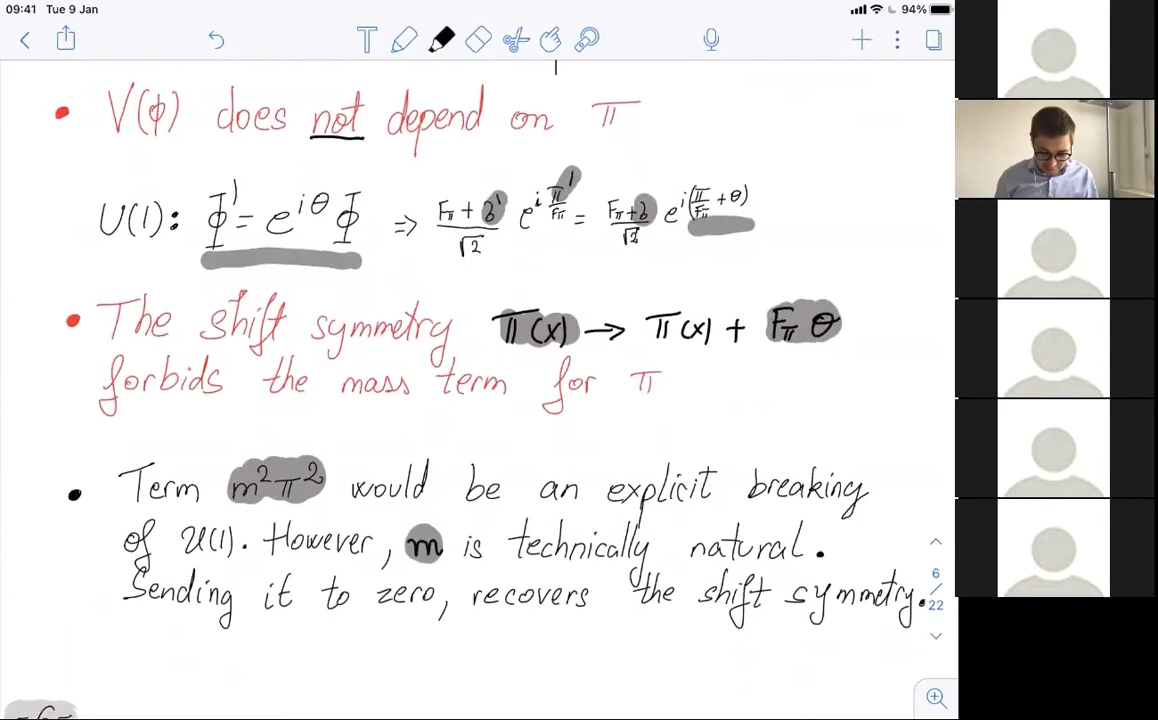 09:41 Tue 9 Jan 94%
• V(ϕ) does not depend on π
U(1): Φ' = e^{iθ} Φ ⇒ (F_π + б')/√2 e^{i π'/F_π} = (F_π + б)/√2 e^{i(π/F_π + θ)}
• The shift symmetry π(x) → π(x) + F_π θ
forbids the mass term for π
• Term m²π² would be an explicit breaking
of U(1). However, m is technically natural.
Sending it to zero, recovers the shift symmetry.
6
/
22